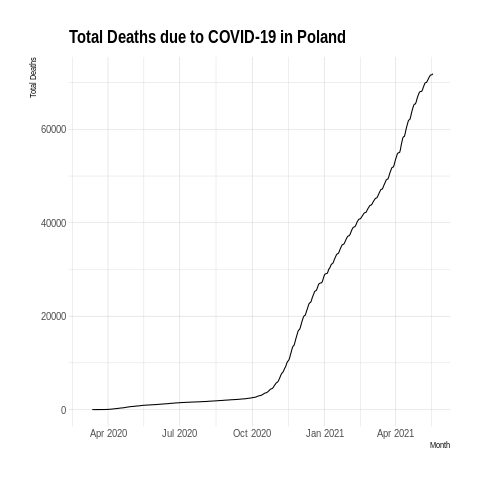 Total Deaths due to COVID-19 in Poland
Total Deaths
60000
40000
20000
0
Apr 2020
Jul 2020
Oct 2020
Jan 2021
Apr 2021
Month